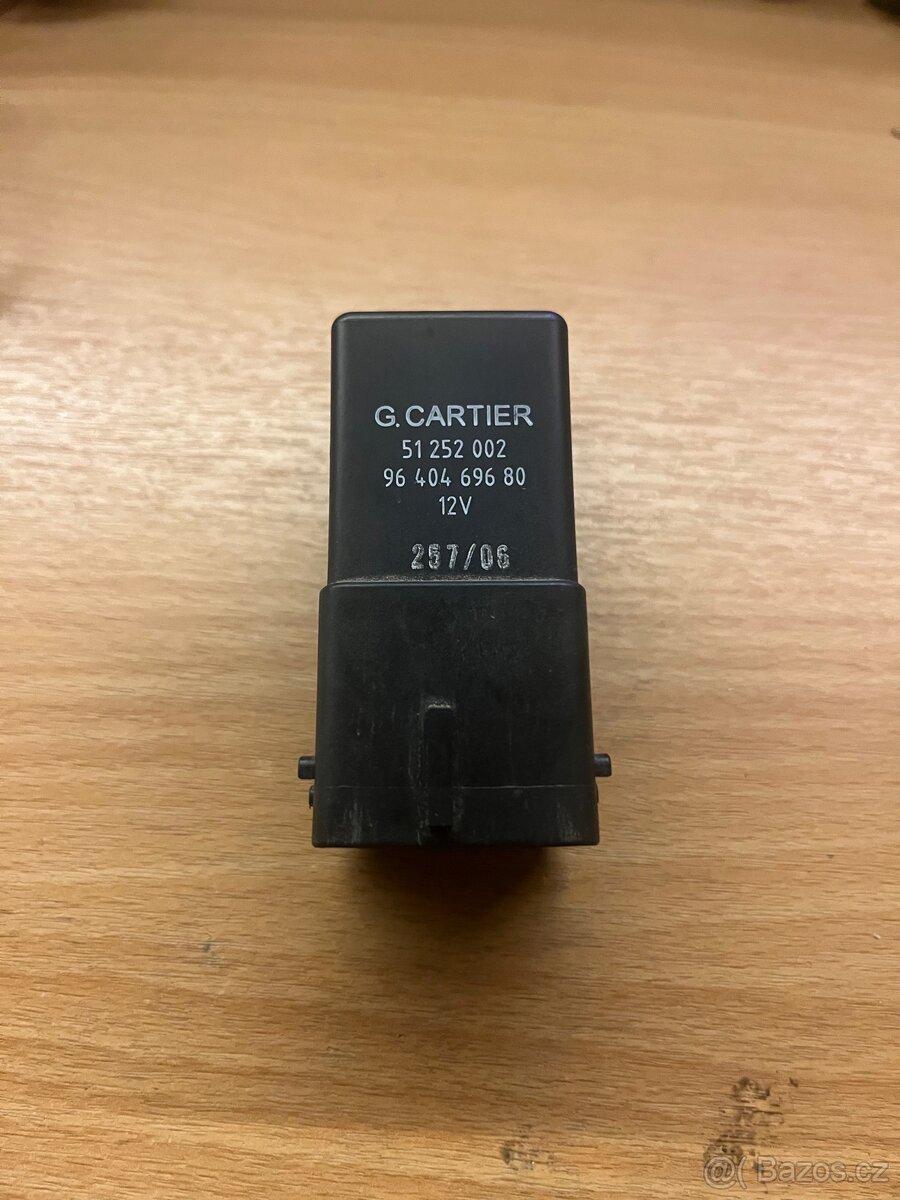 G. CARTIER
51 252 002
96 404 696 80
12V
257/06
@( Bazos.cz